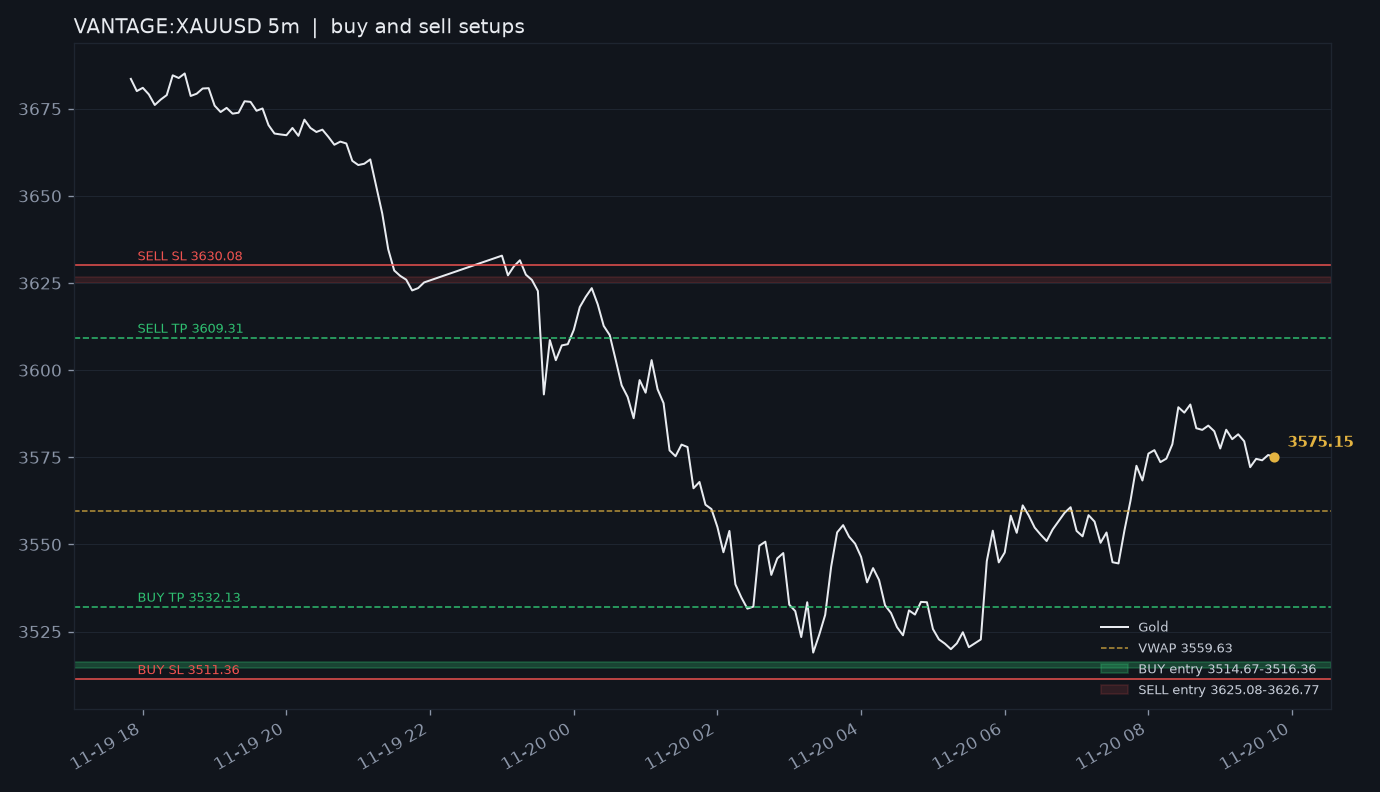 VANTAGE:XAUUSD 5m | buy and sell setups
3675
3650
SELL SL 3630.08
3625
SELL TP 3609.31
3600
3575.15
3575
3550
BUY TP 3532.13
3525
Gold
VWAP 3559.63
BUY SL 3511.36
BUY entry 3514.67-3516.36
SELL entry 3625.08-3626.77
11-19 18
11-19 20
11-19 22
11-20 00
11-20 02
11-20 04
11-20 06
11-20 08
11-20 10